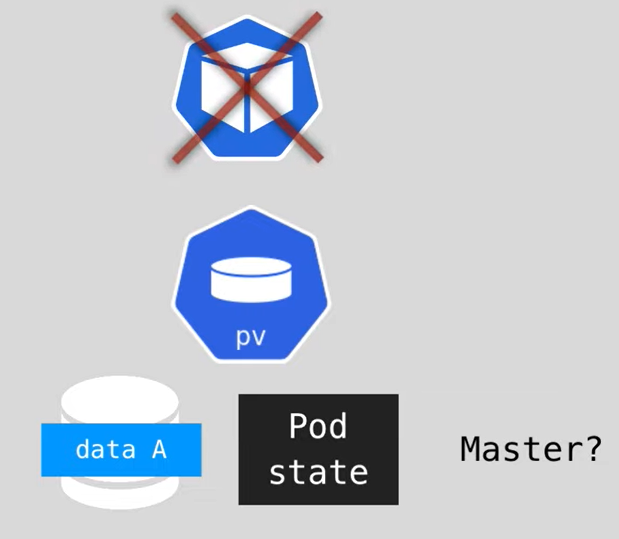 pv
data A
Pod
state
Master?